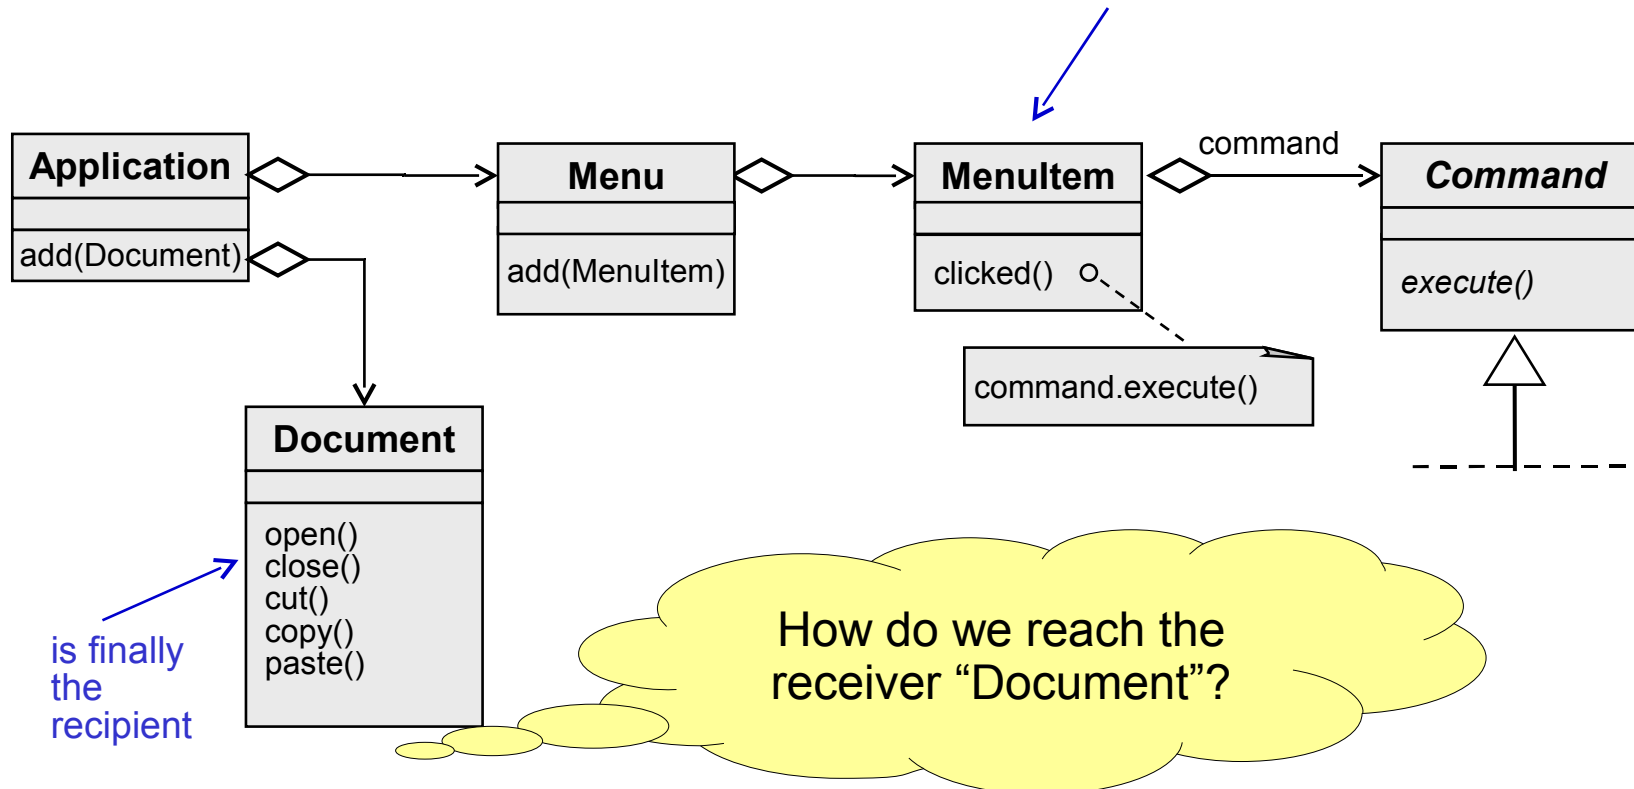 Application
add(Document)
Menu
add(MenuItem)
MenuItem
clicked()
command
Command
execute()
command.execute()
Document
open()
close()
cut()
copy()
paste()
is finally
the
recipient
How do we reach the
receiver “Document”?